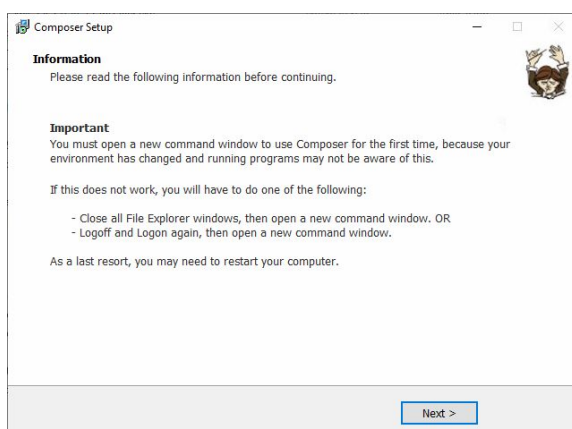 Composer Setup
Information
Please read the following information before continuing.
Important
You must open a new command window to use Composer for the first time, because your
environment has changed and running programs may not be aware of this.
If this does not work, you will have to do one of the following:
- Close all File Explorer windows, then open a new command window. OR
- Logoff and Logon again, then open a new command window.
As a last resort, you may need to restart your computer.
Next >